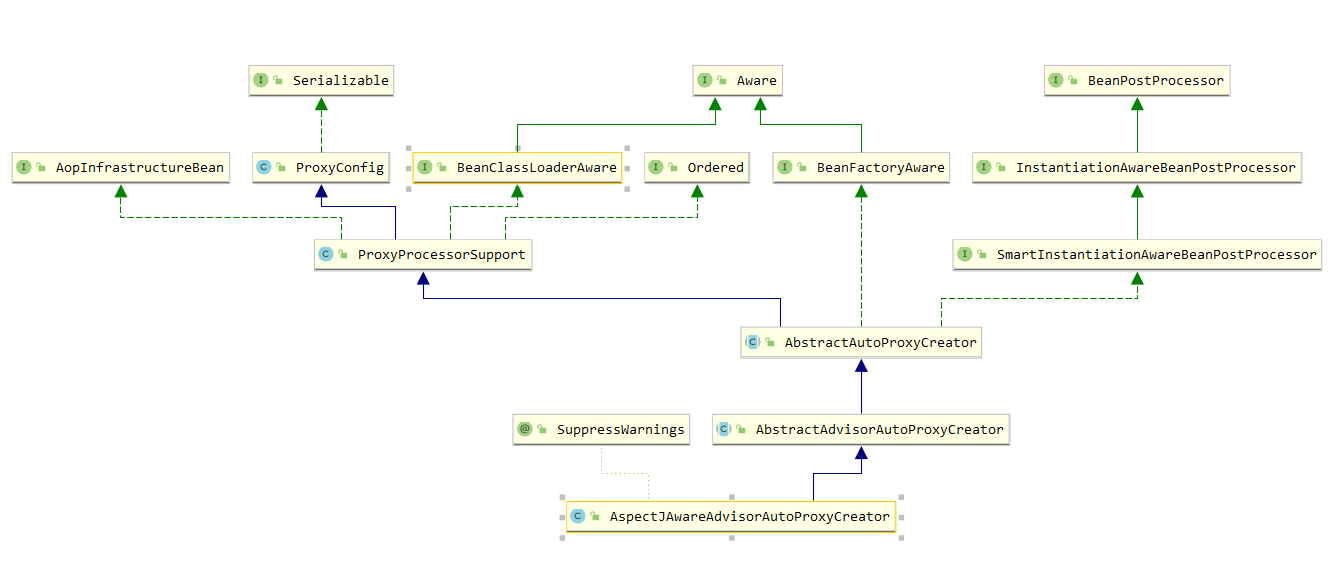 Serializable
Aware
BeanPostProcessor
AopInfrastructureBean
ProxyConfig
BeanClassLoaderAware
Ordered
BeanFactoryAware
InstantiationAwareBeanPostProcessor
ProxyProcessorSupport
SmartInstantiationAwareBeanPostProcessor
AbstractAutoProxyCreator
SuppressWarnings
AbstractAdvisorAutoProxyCreator
AspectJAwareAdvisorAutoProxyCreator